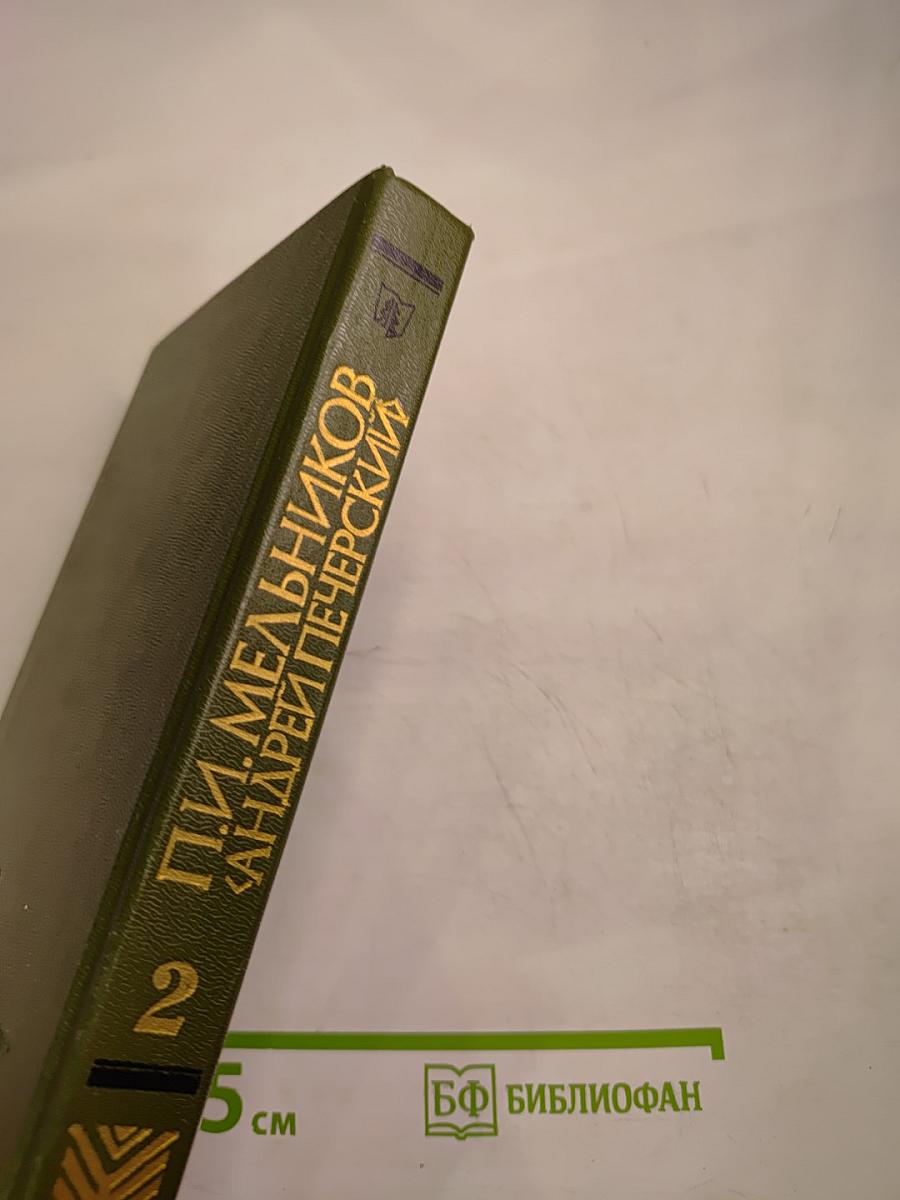 П.И. МЕЛЬНИКОВ
<АНДРЕЙ ПЕЧЕРСКИЙ>
2
5 см
БФ БИБЛИОФАН